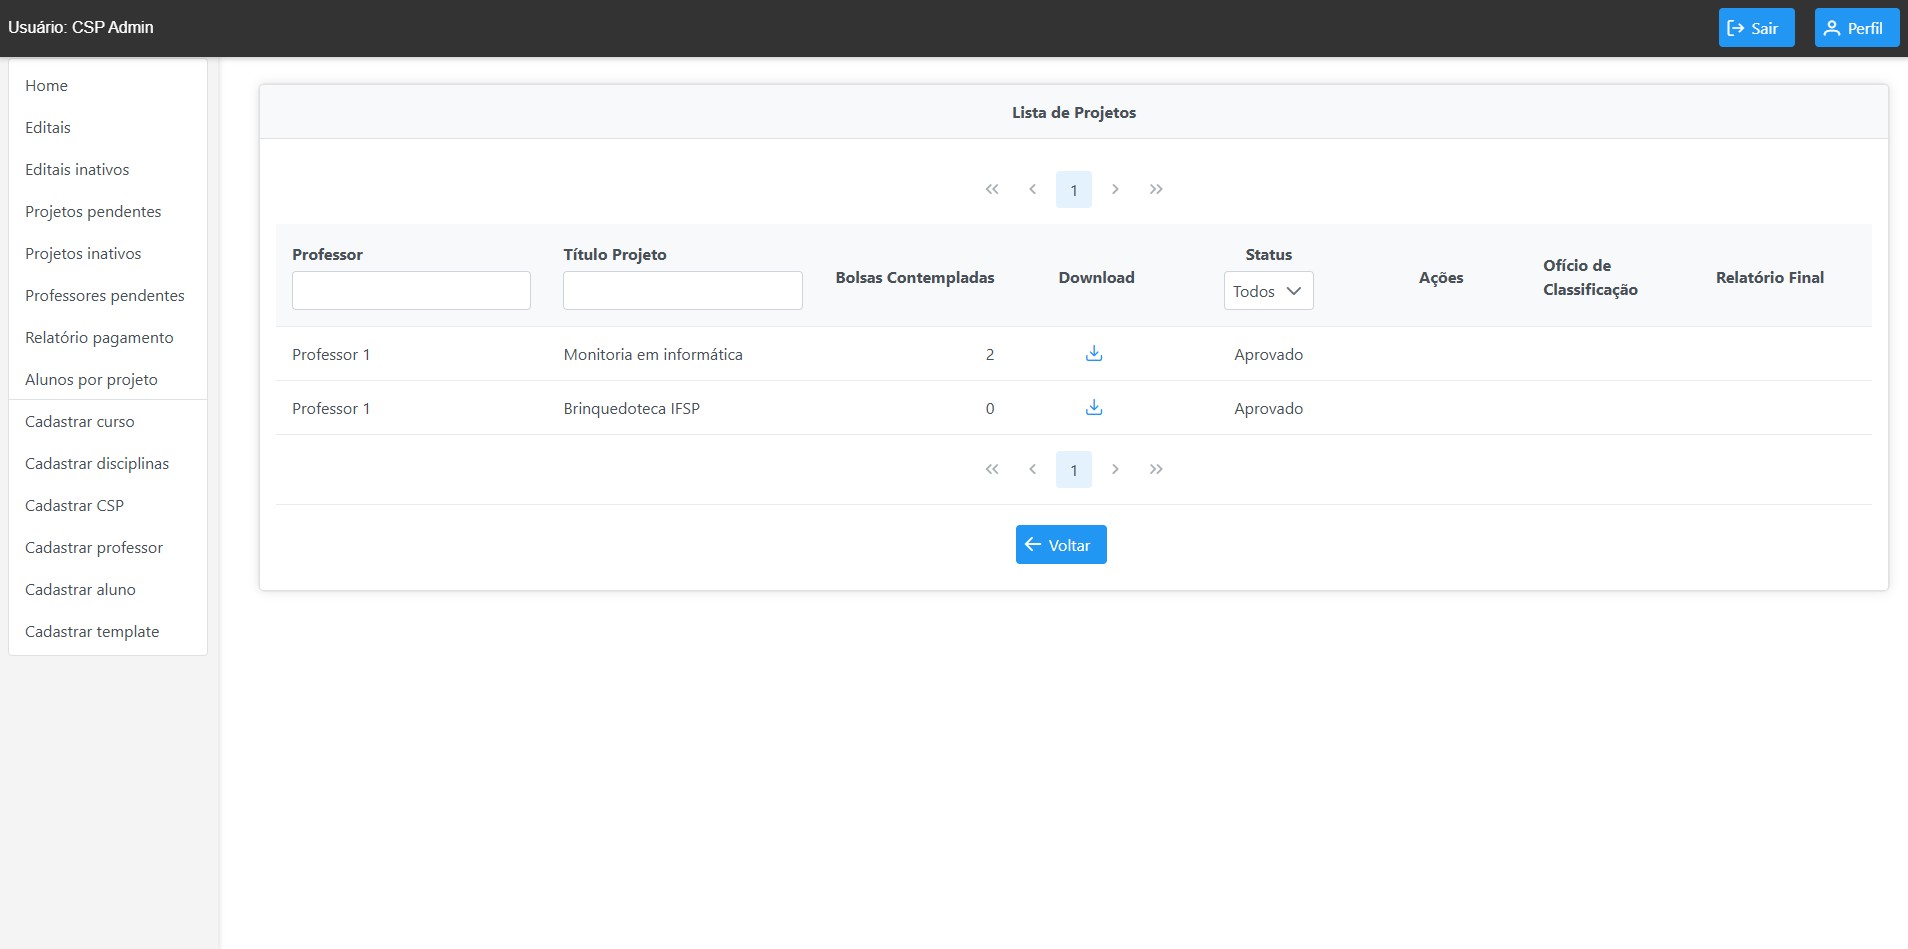 Usuário: CSP Admin
Sair
Perfil
Home
Editais
Editais inativos
Projetos pendentes
Projetos inativos
Professores pendentes
Relatório pagamento
Alunos por projeto
Cadastrar curso
Cadastrar disciplinas
Cadastrar CSP
Cadastrar professor
Cadastrar aluno
Cadastrar template
Lista de Projetos
1
Professor
Título Projeto
Bolsas Contempladas
Download
Status
Todos
Ações
Ofício de
Classificação
Relatório Final
Professor 1 Monitoria em informática 2 Aprovado
Professor 1 Brinquedoteca IFSP 0 Aprovado
1
Voltar